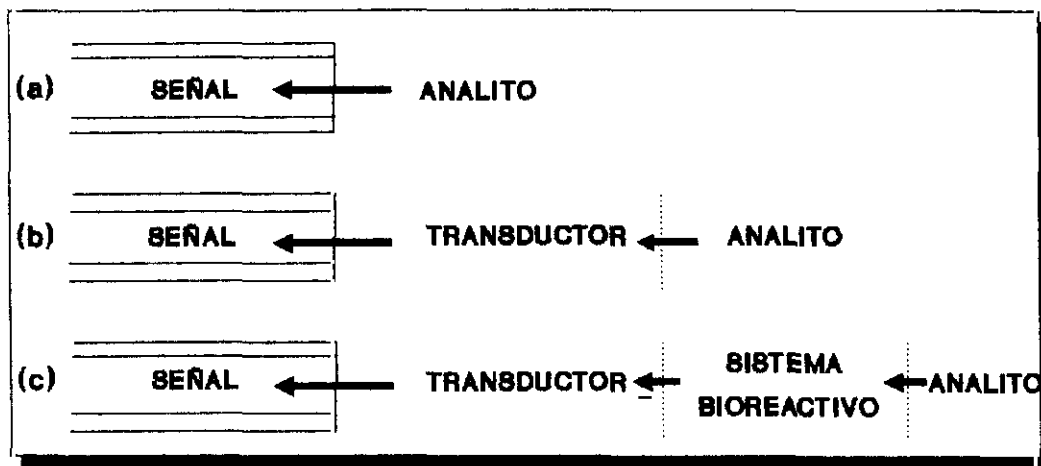 (a) SEÑAL ANALITO
(b) SEÑAL TRANSDUCTOR ANALITO
(c) SEÑAL TRANSDUCTOR SISTEMA BIOREACTIVO ANALITO